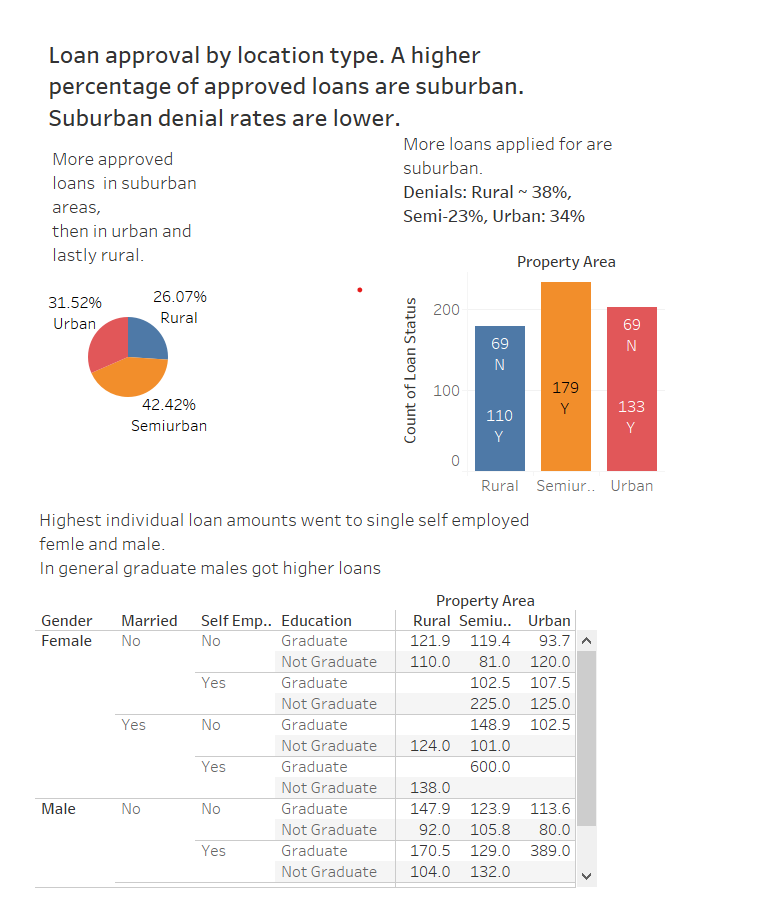 Loan approval by location type. A higher
percentage of approved loans are suburban.
Suburban denial rates are lower.
More approved
loans in suburban
areas,
then in urban and
lastly rural.
More loans applied for are
suburban.
Denials: Rural ~ 38%,
Semi-23%, Urban: 34%
31.52%
Urban
26.07%
Rural
42.42%
Semiurban
Property Area
Count of Loan Status
200
100
0
69
N
110
Y
179
Y
69
N
133
Y
Rural Semiur.. Urban
Highest individual loan amounts went to single self employed
femle and male.
In general graduate males got higher loans
Property Area
Gender Married Self Emp.. Education Rural Semiu.. Urban
Female No No Graduate 121.9 119.4 93.7
Not Graduate 110.0 81.0 120.0
Yes Graduate 102.5 107.5
Not Graduate 225.0 125.0
Yes No Graduate 148.9 102.5
Not Graduate 124.0 101.0
Yes Graduate 600.0
Not Graduate 138.0
Male No No Graduate 147.9 123.9 113.6
Not Graduate 92.0 105.8 80.0
Yes Graduate 170.5 129.0 389.0
Not Graduate 104.0 132.0